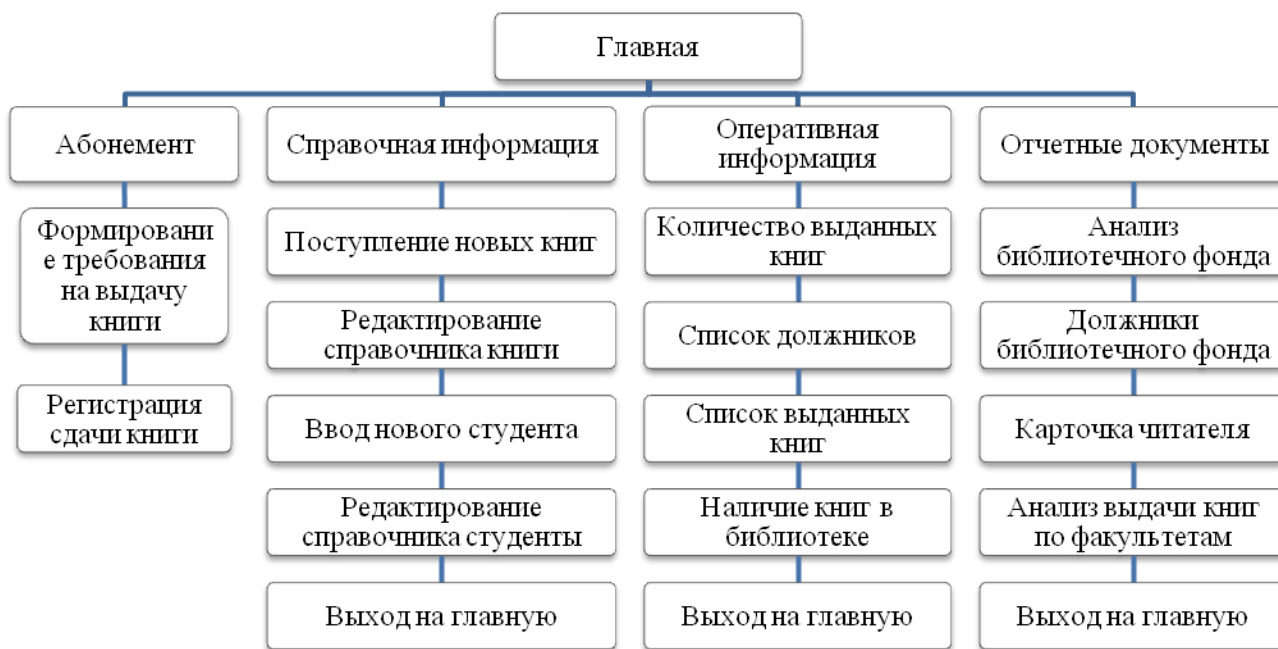 Главная
Абонемент
Формировани
е требования
на выдачу
книги
Регистрация
сдачи книги
Справочная информация
Поступление новых книг
Редактирование
справочника книги
Ввод нового студента
Редактирование
справочника студенты
Выход на главную
Оперативная
информация
Количество выданных
книг
Список должников
Список выданных
книг
Наличие книг в
библиотеке
Выход на главную
Отчетные документы
Анализ
библиотечного фонда
Должники
библиотечного фонда
Карточка читателя
Анализ выдачи книг
по факультетам
Выход на главную